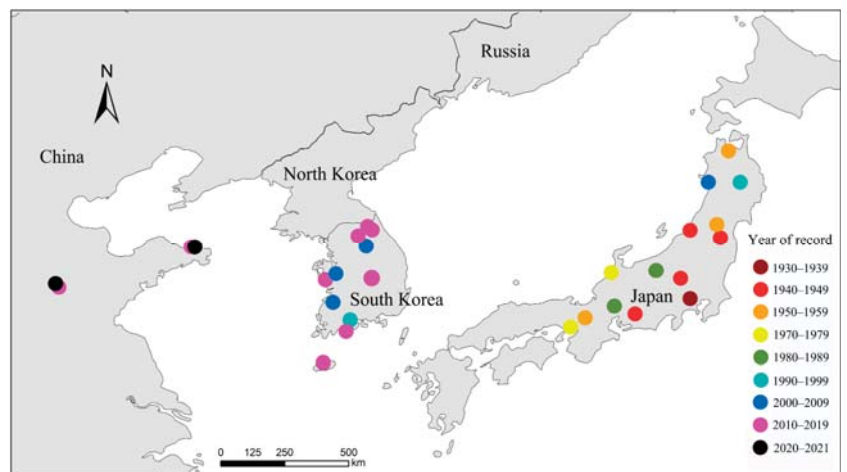 Russia
N
China
North Korea
South Korea
Japan
Year of record
1930–1939
1940–1949
1950–1959
1970–1979
1980–1989
1990–1999
2000–2009
2010–2019
2020–2021
0 125 250 500
km